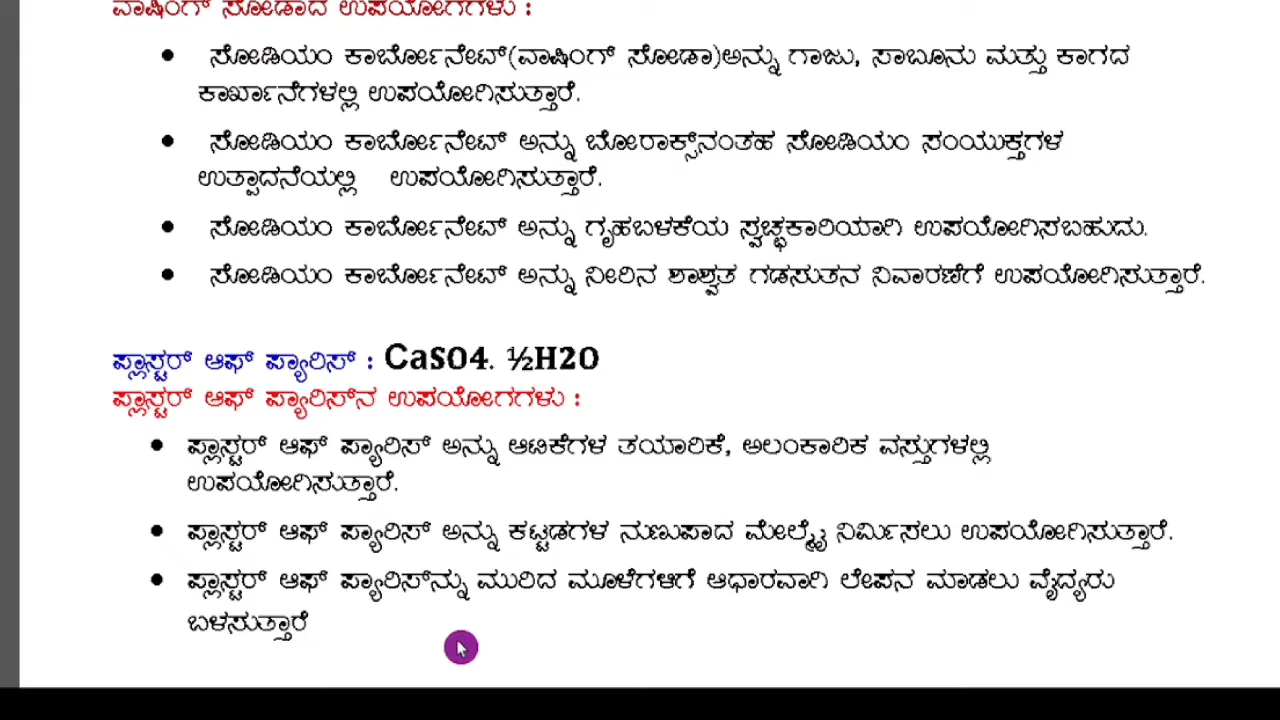 ವಾಷಿಂಗ್ ಸೋಡಾದ ಉಪಯೋಗಗಳು :
• ಸೋಡಿಯಂ ಕಾರ್ಬೋನೇಟ್(ವಾಷಿಂಗ್ ಸೋಡಾ)ಅನ್ನು ಗಾಜು, ಸಾಬೂನು ಮತ್ತು ಕಾಗದ
ಕಾರ್ಖಾನೆಗಳಲ್ಲಿ ಉಪಯೋಗಿಸುತ್ತಾರೆ.
• ಸೋಡಿಯಂ ಕಾರ್ಬೋನೇಟ್ ಅನ್ನು ಬೋರಾಕ್ಸ್‌ನಂತಹ ಸೋಡಿಯಂ ಸಂಯುಕ್ತಗಳ
ಉತ್ಪಾದನೆಯಲ್ಲಿ ಉಪಯೋಗಿಸುತ್ತಾರೆ.
• ಸೋಡಿಯಂ ಕಾರ್ಬೋನೇಟ್ ಅನ್ನು ಗೃಹಬಳಕೆಯ ಸ್ವಚ್ಛಕಾರಿಯಾಗಿ ಉಪಯೋಗಿಸಬಹುದು.
• ಸೋಡಿಯಂ ಕಾರ್ಬೋನೇಟ್ ಅನ್ನು ನೀರಿನ ಶಾಶ್ವತ ಗಡಸುತನ ನಿವಾರಣೆಗೆ ಉಪಯೋಗಿಸುತ್ತಾರೆ.
ಪ್ಲಾಸ್ಟರ್ ಆಫ್ ಪ್ಯಾರಿಸ್ : CaSO4. ½H2O
ಪ್ಲಾಸ್ಟರ್ ಆಫ್ ಪ್ಯಾರಿಸ್‌ನ ಉಪಯೋಗಗಳು :
• ಪ್ಲಾಸ್ಟರ್ ಆಫ್ ಪ್ಯಾರಿಸ್ ಅನ್ನು ಆಟಿಕೆಗಳ ತಯಾರಿಕೆ, ಅಲಂಕಾರಿಕ ವಸ್ತುಗಳಲ್ಲಿ
ಉಪಯೋಗಿಸುತ್ತಾರೆ.
• ಪ್ಲಾಸ್ಟರ್ ಆಫ್ ಪ್ಯಾರಿಸ್ ಅನ್ನು ಕಟ್ಟಡಗಳ ನುಣುಪಾದ ಮೇಲ್ಮೈ ನಿರ್ಮಿಸಲು ಉಪಯೋಗಿಸುತ್ತಾರೆ.
• ಪ್ಲಾಸ್ಟರ್ ಆಫ್ ಪ್ಯಾರಿಸ್‌ನ್ನು ಮುರಿದ ಮೂಳೆಗಳಿಗೆ ಆಧಾರವಾಗಿ ಲೇಪನ ಮಾಡಲು ವೈದ್ಯರು
ಬಳಸುತ್ತಾರೆ